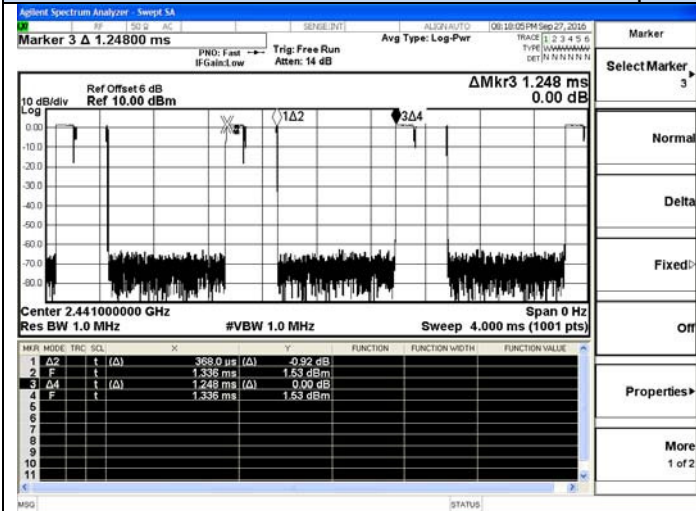 Agilent Spectrum Analyzer - Swept SA
RF 50 Ω AC SENSE:INT ALIGN AUTO 08:18:05 PM Sep 27, 2016
Marker 3 Δ 1.24800 ms
PNO: Fast Trig: Free Run Avg Type: Log-Pwr TRACE 1 2 3 4 5 6
IFGain:Low Atten: 14 dB TYPE WWWWWW
DET N N N N N N
Ref Offset 6 dB ΔMkr3 1.248 ms
10 dB/div Ref 10.00 dBm 0.00 dB
Log
1Δ2 3Δ4
0.00
-10.0
-20.0
-30.0
-40.0
-50.0
-60.0
-70.0
-80.0
Center 2.441000000 GHz Span 0 Hz
Res BW 1.0 MHz #VBW 1.0 MHz Sweep 4.000 ms (1001 pts)
MKR MODE TRC SCL X Y FUNCTION FUNCTION WIDTH FUNCTION VALUE
1 Δ2 t (Δ) 368.0 µs (Δ) -0.92 dB
2 F t 1.336 ms 1.53 dBm
3 Δ4 t (Δ) 1.248 ms (Δ) 0.00 dB
4 F t 1.336 ms 1.53 dBm
5
6
7
8
9
10
11
MSG STATUS
Marker
Select Marker
3
Normal
Delta
Fixed
Off
Properties
More
1 of 2